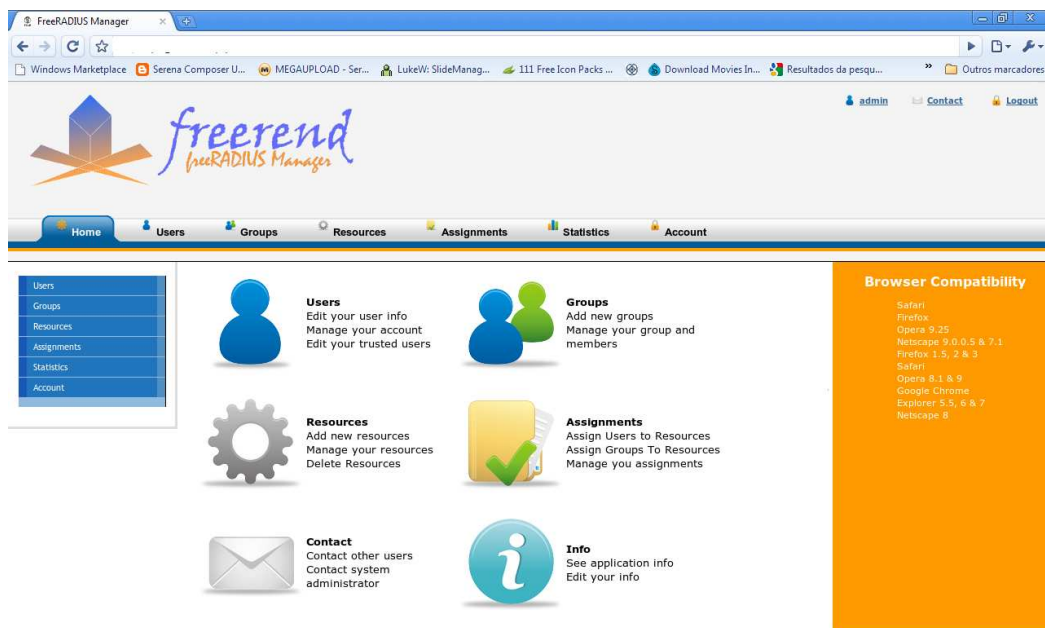 FreeRADIUS Manager
Windows Marketplace
Serena Composer U...
MEGAUPLOAD - Ser...
LukeW: SlideManag...
111 Free Icon Packs ...
Download Movies In...
Resultados da pesqu...
»
Outros marcadores
admin
Contact
Logout
freerend
freeRADIUS Manager
Home
Users
Groups
Resources
Assignments
Statistics
Account
Users
Groups
Resources
Assignments
Statistics
Account
Users
Edit your user info
Manage your account
Edit your trusted users
Groups
Add new groups
Manage your group and
members
Resources
Add new resources
Manage your resources
Delete Resources
Assignments
Assign Users to Resources
Assign Groups To Resources
Manage you assignments
Contact
Contact other users
Contact system
administrator
Info
See application info
Edit your info
Browser Compatibility
Safari
Firefox
Opera 9.25
Netscape 9.0.0.5 & 7.1
Firefox 1.5, 2 & 3
Safari
Opera 8.1 & 9
Google Chrome
Explorer 5.5, 6 & 7
Netscape 8